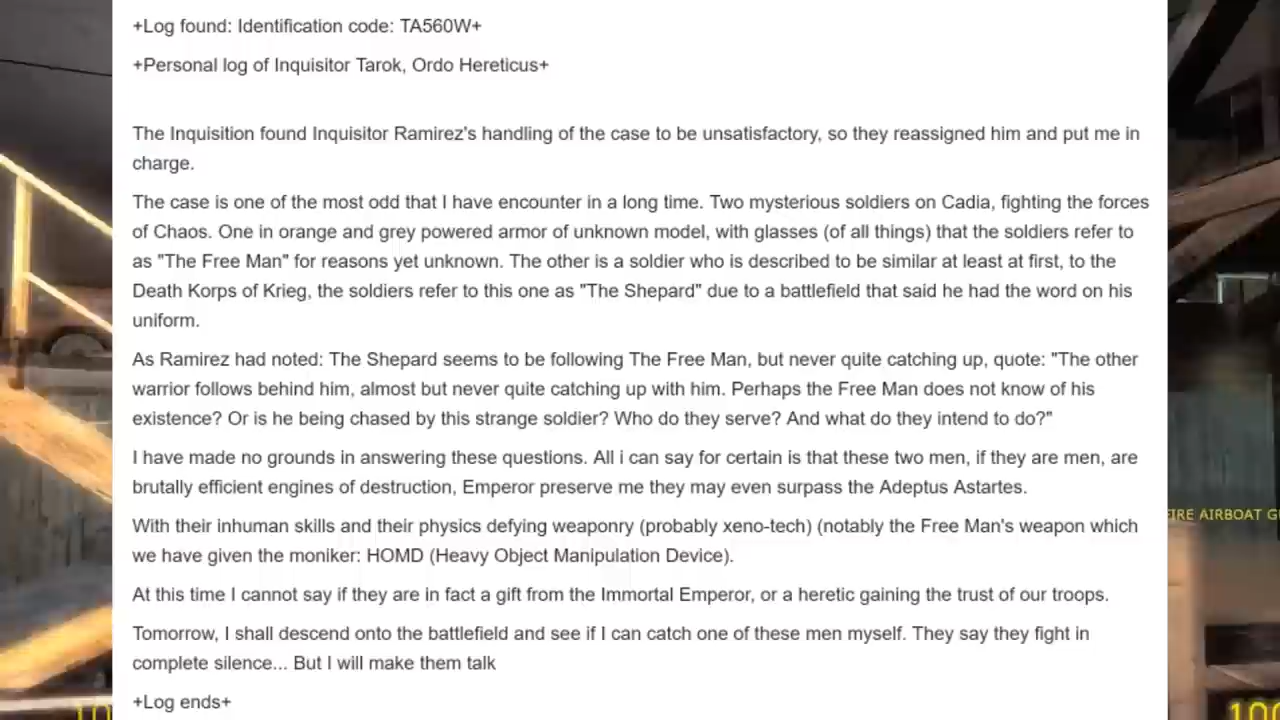 +Log found: Identification code: TA560W+
+Personal log of Inquisitor Tarok, Ordo Hereticus+
The Inquisition found Inquisitor Ramirez's handling of the case to be unsatisfactory, so they reassigned him and put me in
charge.
The case is one of the most odd that I have encounter in a long time. Two mysterious soldiers on Cadia, fighting the forces
of Chaos. One in orange and grey powered armor of unknown model, with glasses (of all things) that the soldiers refer to
as "The Free Man" for reasons yet unknown. The other is a soldier who is described to be similar at least at first, to the
Death Korps of Krieg, the soldiers refer to this one as "The Shepard" due to a battlefield that said he had the word on his
uniform.
As Ramirez had noted: The Shepard seems to be following The Free Man, but never quite catching up, quote: "The other
warrior follows behind him, almost but never quite catching up with him. Perhaps the Free Man does not know of his
existence? Or is he being chased by this strange soldier? Who do they serve? And what do they intend to do?"
I have made no grounds in answering these questions. All i can say for certain is that these two men, if they are men, are
brutally efficient engines of destruction, Emperor preserve me they may even surpass the Adeptus Astartes.
With their inhuman skills and their physics defying weaponry (probably xeno-tech) (notably the Free Man's weapon which
we have given the moniker: HOMD (Heavy Object Manipulation Device).
At this time I cannot say if they are in fact a gift from the Immortal Emperor, or a heretic gaining the trust of our troops.
Tomorrow, I shall descend onto the battlefield and see if I can catch one of these men myself. They say they fight in
complete silence... But I will make them talk
+Log ends+
IRE AIRBOAT G
10
100